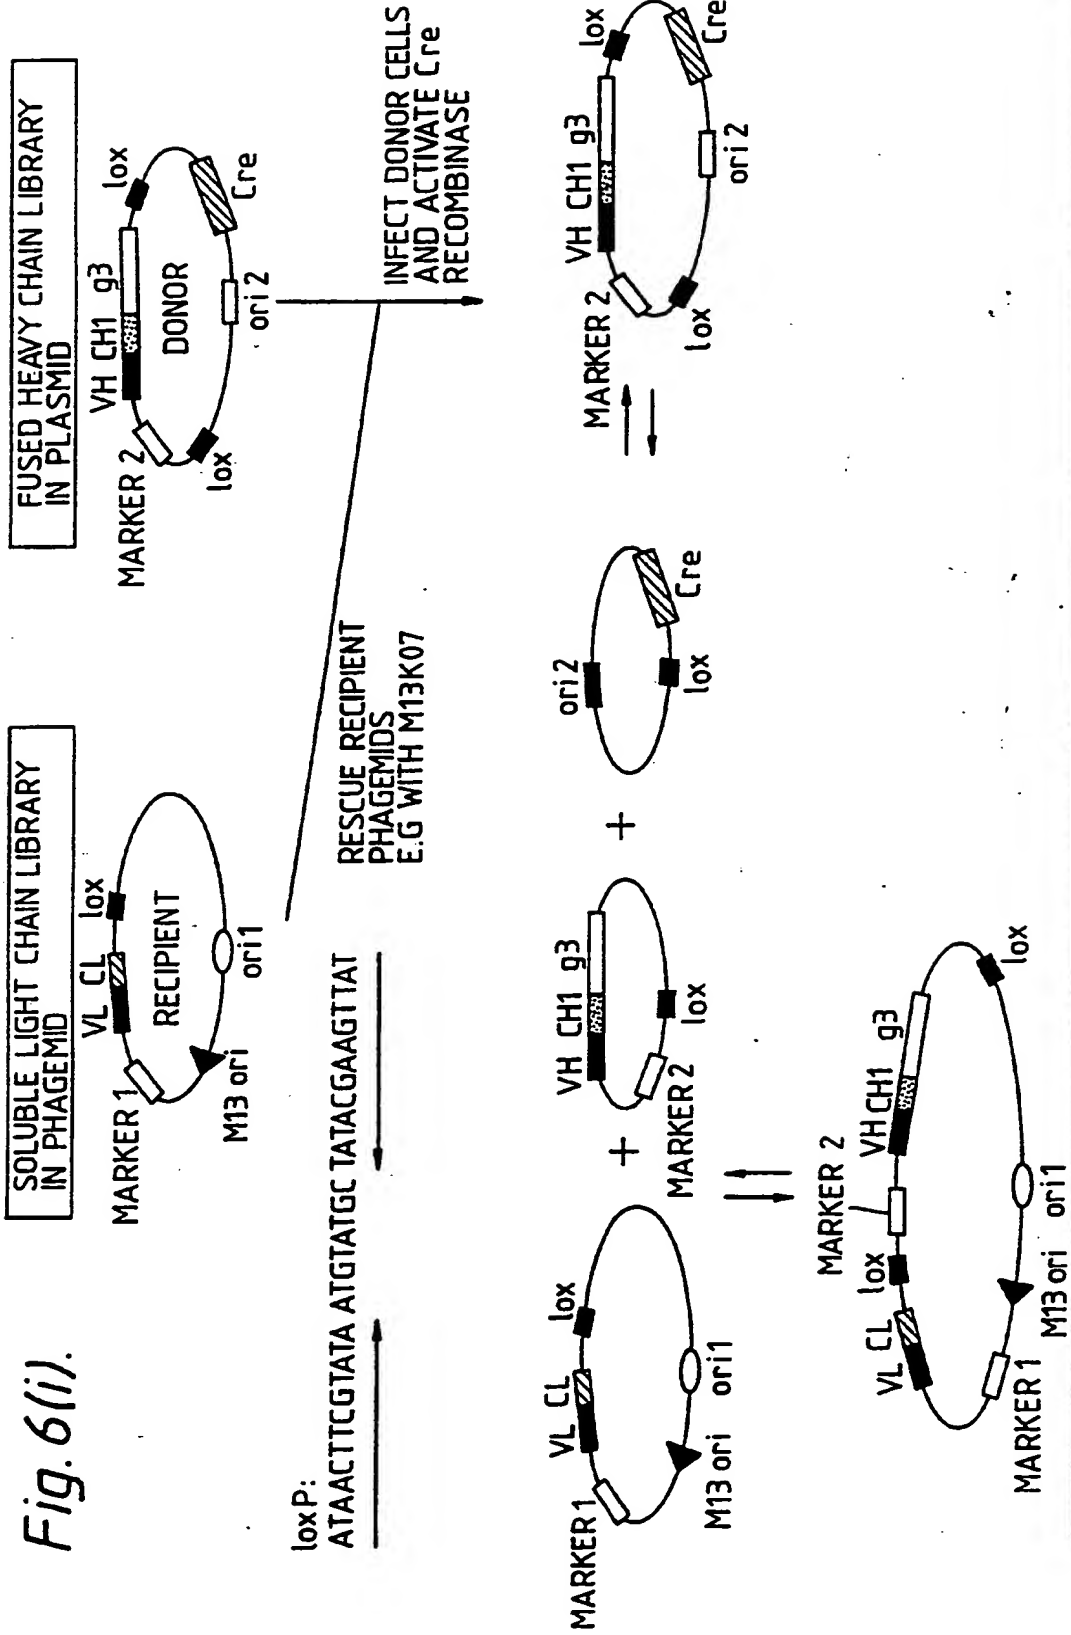 Fig. 6(i).
SOLUBLE LIGHT CHAIN LIBRARY
IN PHAGEMID
MARKER 1
VL CL
lox
RECIPIENT
M13 ori
ori1
FUSED HEAVY CHAIN LIBRARY
IN PLASMID
MARKER 2
VH CH1 g3
lox
DONOR
lox
ori 2
Cre
loxP:
ATAACTTCGTATA ATGTATGC TATACGAAGTTAT
RESCUE RECIPIENT
PHAGEMIDS
E.G WITH M13K07
INFECT DONOR CELLS
AND ACTIVATE Cre
RECOMBINASE
MARKER1
VL CL
lox
M13 ori
ori1
+
VH CH1 g3
MARKER 2
lox
+
ori2
lox
Cre
MARKER 2
VH CH1 g3
lox
lox
ori 2
Cre
MARKER 2
VL CL
lox
VH CH1
g3
lox
MARKER 1
M13 ori
ori1